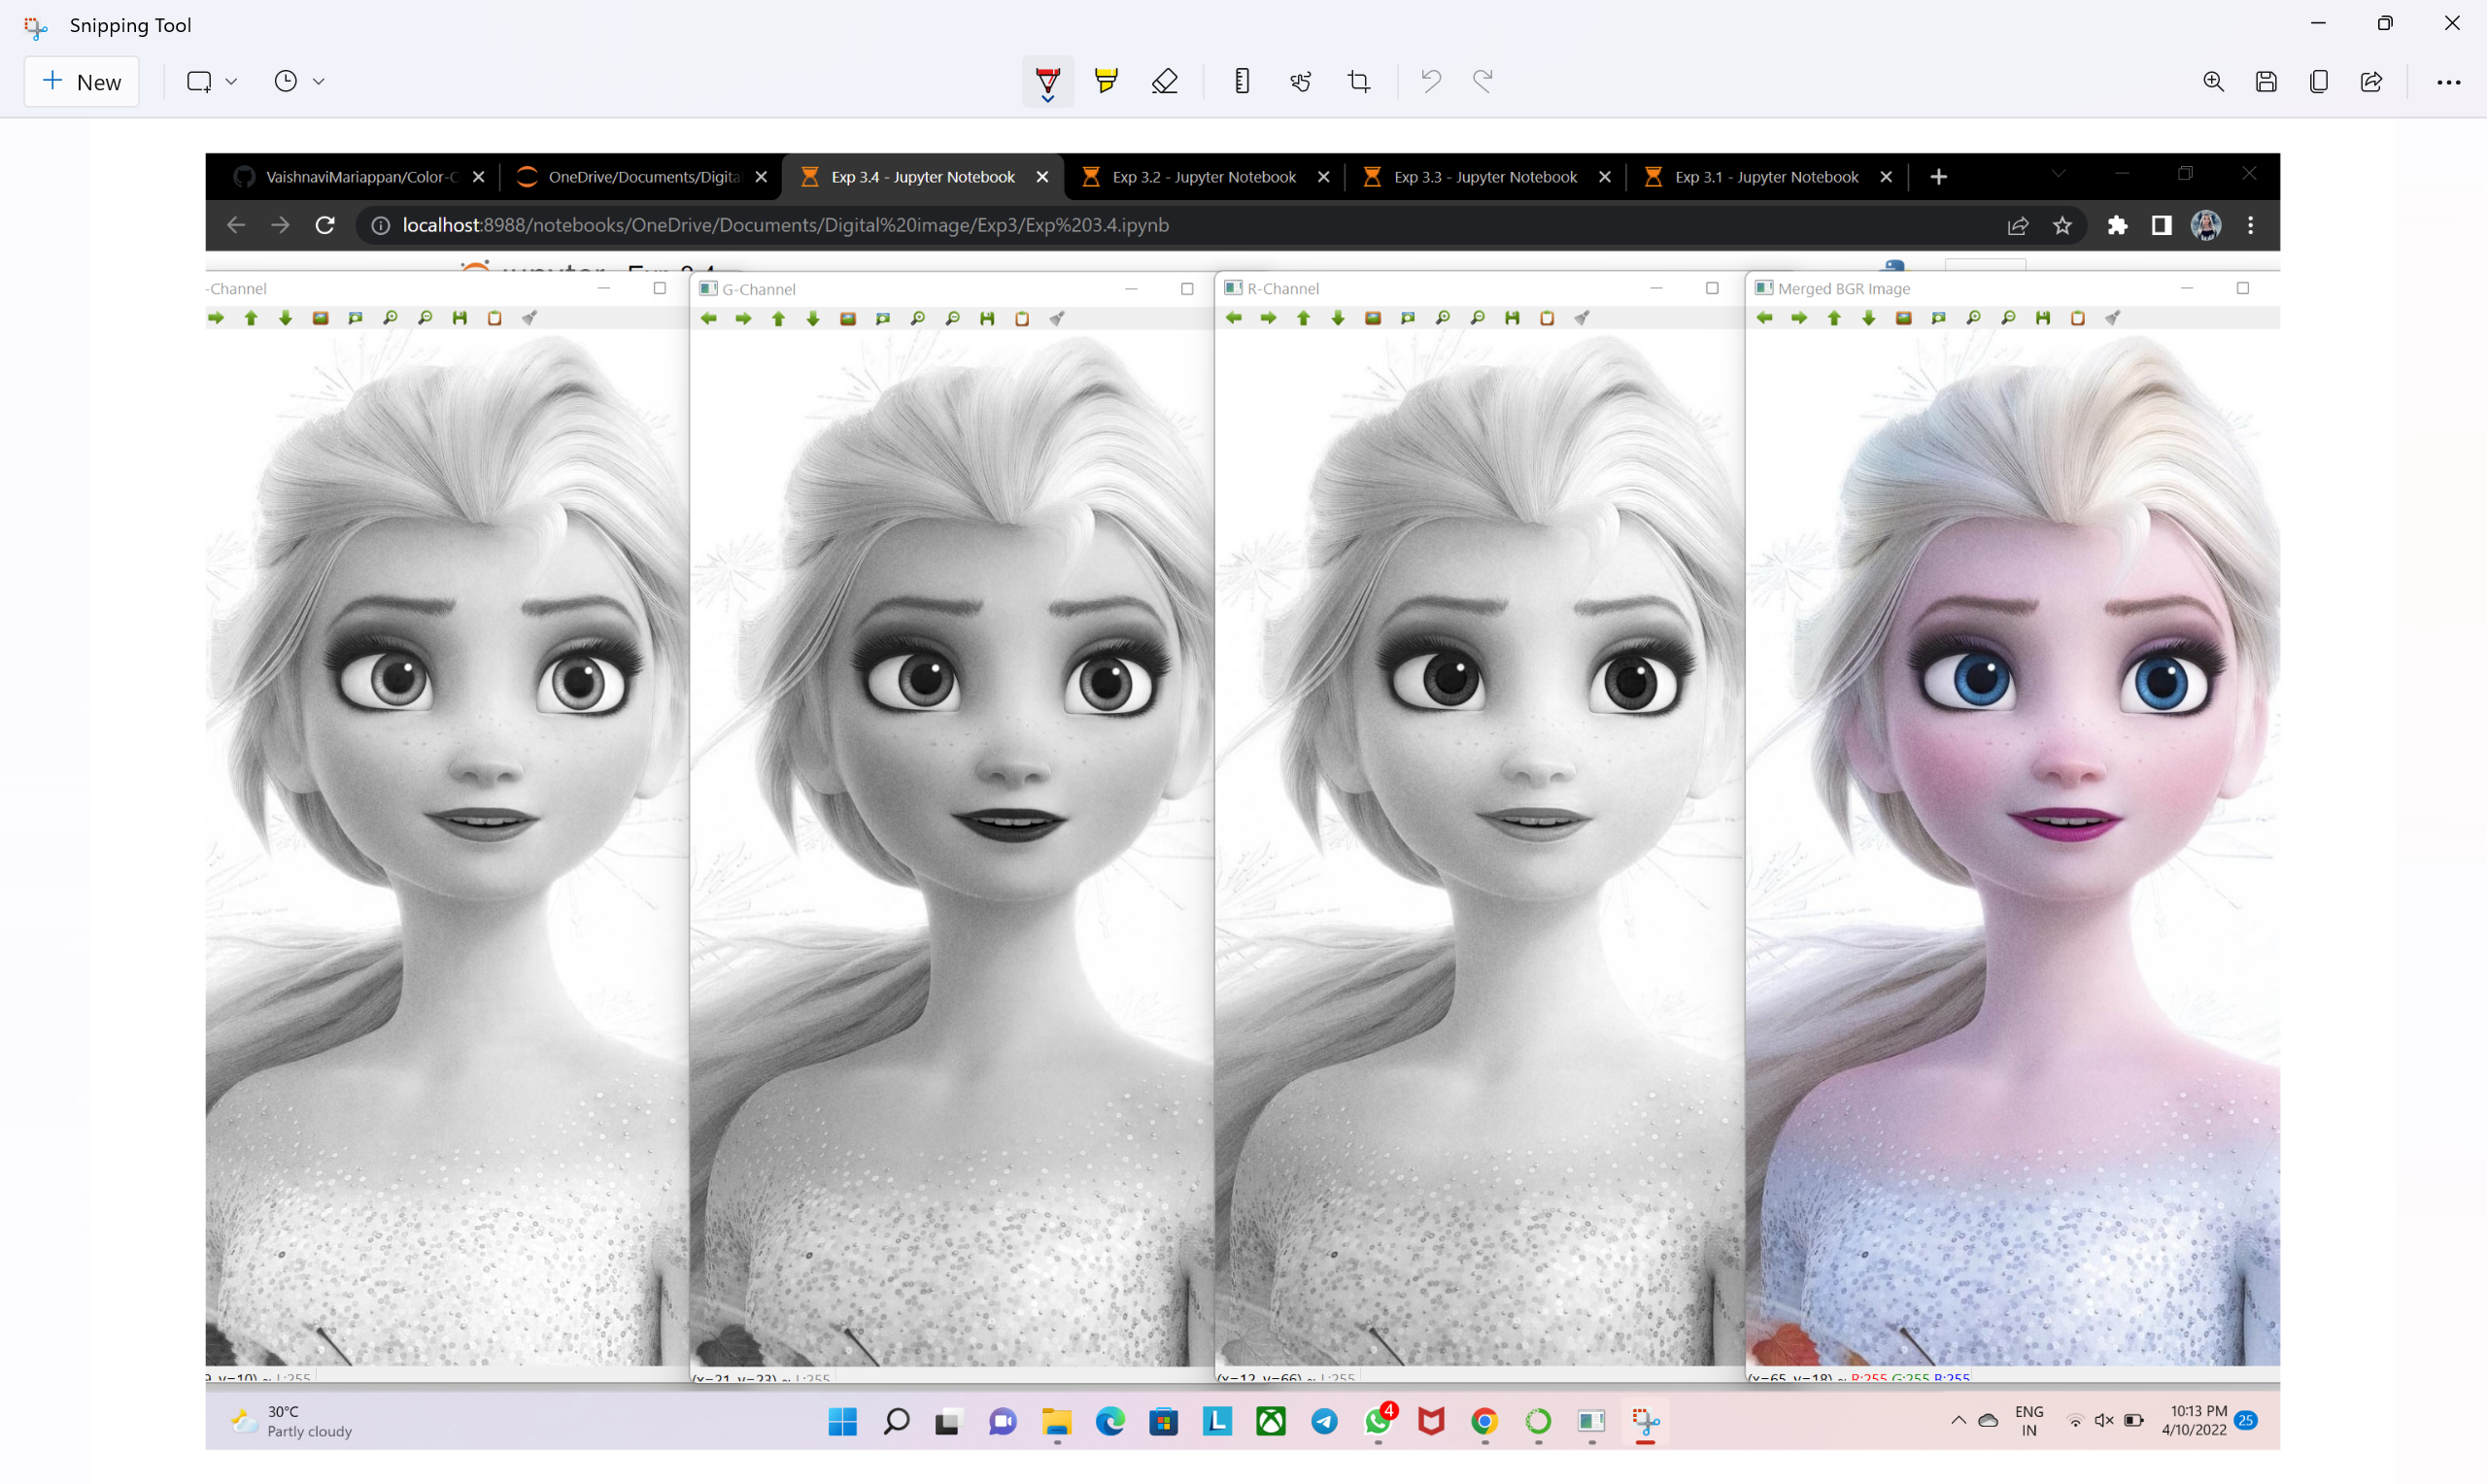 Snipping Tool
New
VaishnaviMariappan/Color-C
OneDrive/Documents/Digita
Exp 3.4 - Jupyter Notebook
Exp 3.2 - Jupyter Notebook
Exp 3.3 - Jupyter Notebook
Exp 3.1 - Jupyter Notebook
localhost:8988/notebooks/OneDrive/Documents/Digital%20image/Exp3/Exp%203.4.ipynb
-Channel
G-Channel
R-Channel
Merged BGR Image
y=10) ~ L:255
(x=21, y=23) ~ L:255
(x=12, y=66) ~ L:255
(x=65, y=18) ~ R:255 G:255 B:255
30°C
Partly cloudy
L
4
ENG
IN
10:13 PM
4/10/2022
25